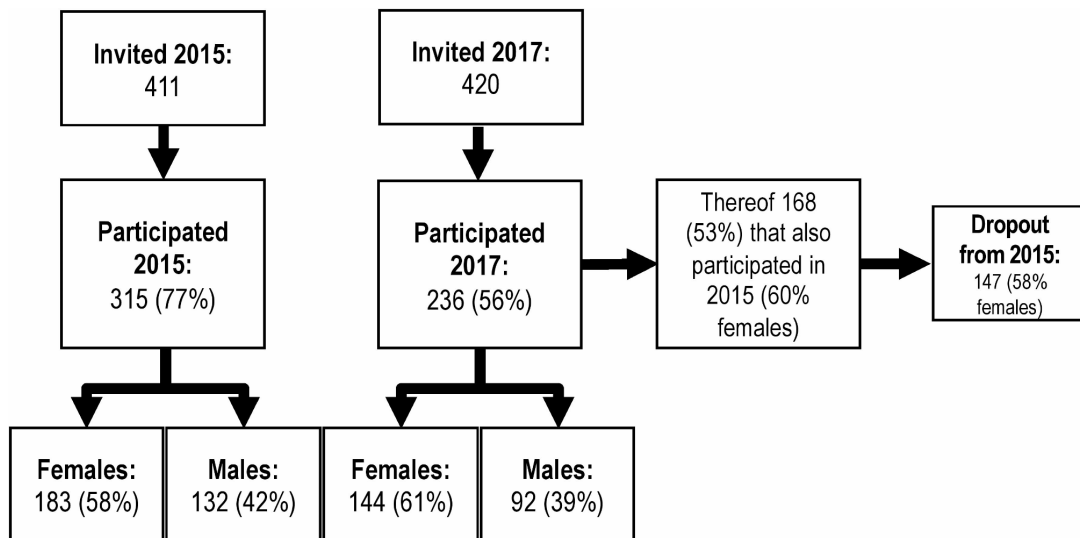 Invited 2015:
411
Invited 2017:
420
Participated
2015:
315 (77%)
Participated
2017:
236 (56%)
Thereof 168
(53%) that also
participated in
2015 (60%
females)
Dropout
from 2015:
147 (58%
females)
Females:
183 (58%)
Males:
132 (42%)
Females:
144 (61%)
Males:
92 (39%)